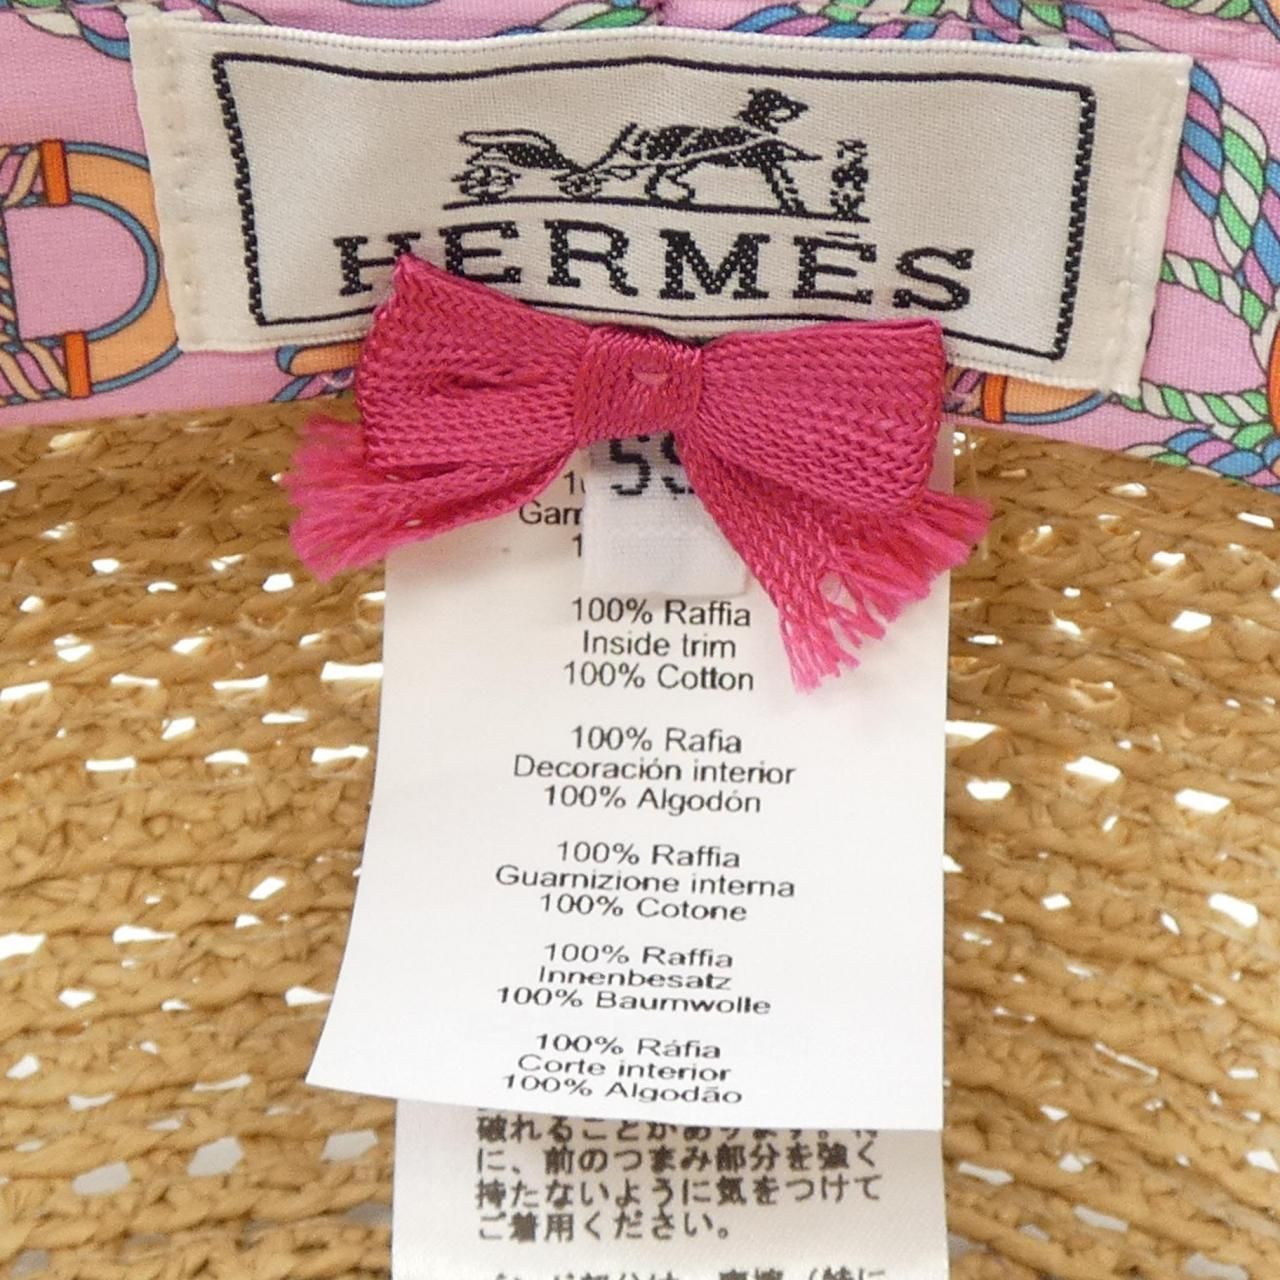 HERMÈS
100% Raffia
Inside trim
100% Cotton
100% Rafia
Decoración interior
100% Algodón
100% Raffia
Guarnizione interna
100% Cotone
100% Raffia
Innenbesatz
100% Baumwolle
100% Ráfia
Corte interior
100% Algodão
破れることがあります。特
に、前のつまみ部分を強く
持たないように気をつけて
ご着用ください。